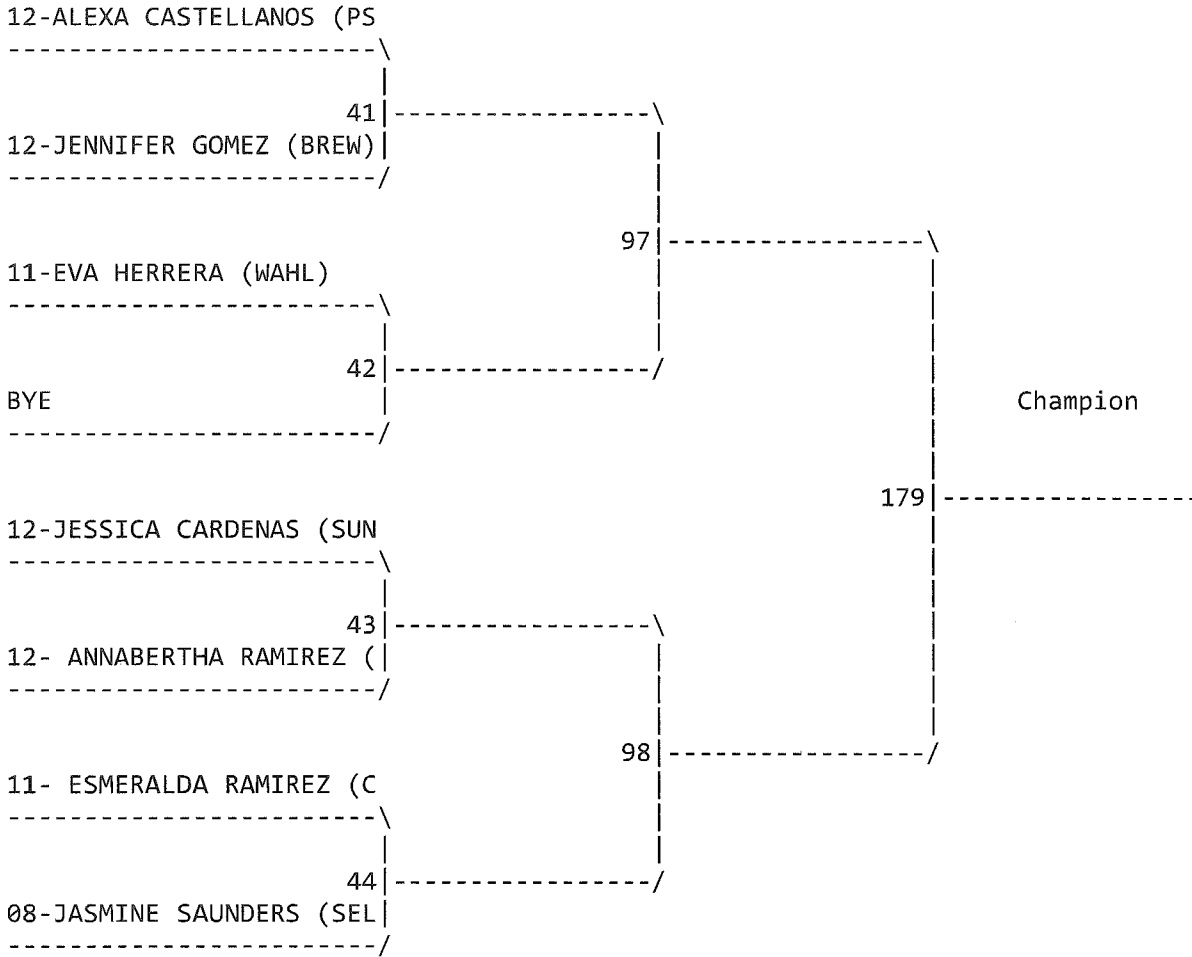 12-ALEXA CASTELLANOS (PS
41
12-JENNIFER GOMEZ (BREW)
97
11-EVA HERRERA (WAHL)
42
BYE
Champion
179
12-JESSICA CARDENAS (SUN
43
12- ANNABERTHA RAMIREZ (
98
11- ESMERALDA RAMIREZ (C
44
08-JASMINE SAUNDERS (SEL